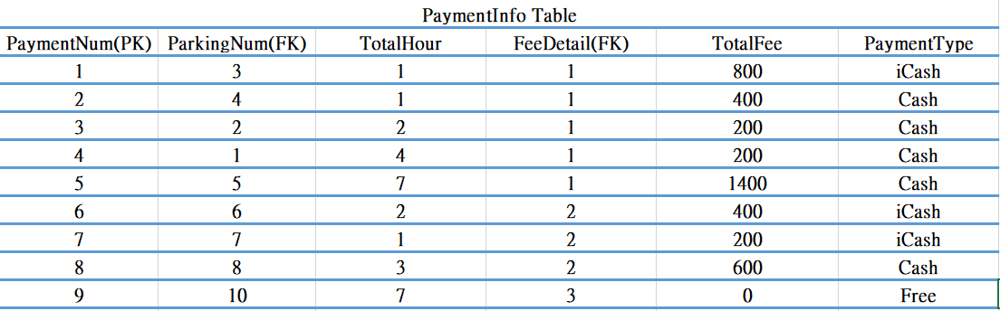 PaymentInfo Table
PaymentNum(PK) ParkingNum(FK) TotalHour FeeDetail(FK) TotalFee PaymentType
1 3 1 1 800 iCash
2 4 1 1 400 Cash
3 2 2 1 200 Cash
4 1 4 1 200 Cash
5 5 7 1 1400 Cash
6 6 2 2 400 iCash
7 7 1 2 200 iCash
8 8 3 2 600 Cash
9 10 7 3 0 Free